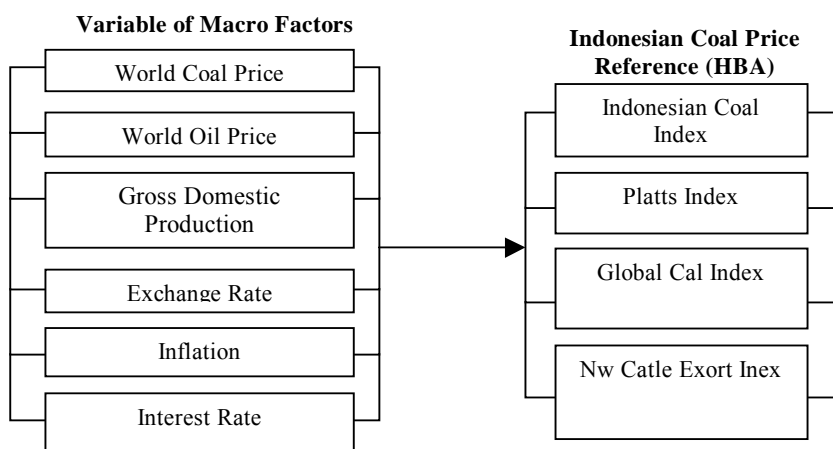 Variable of Macro Factors
World Coal Price
World Oil Price
Gross Domestic
Production
Exchange Rate
Inflation
Interest Rate
Indonesian Coal Price
Reference (HBA)
Indonesian Coal
Index
Platts Index
Global Cal Index
Nw Catle Exort Inex